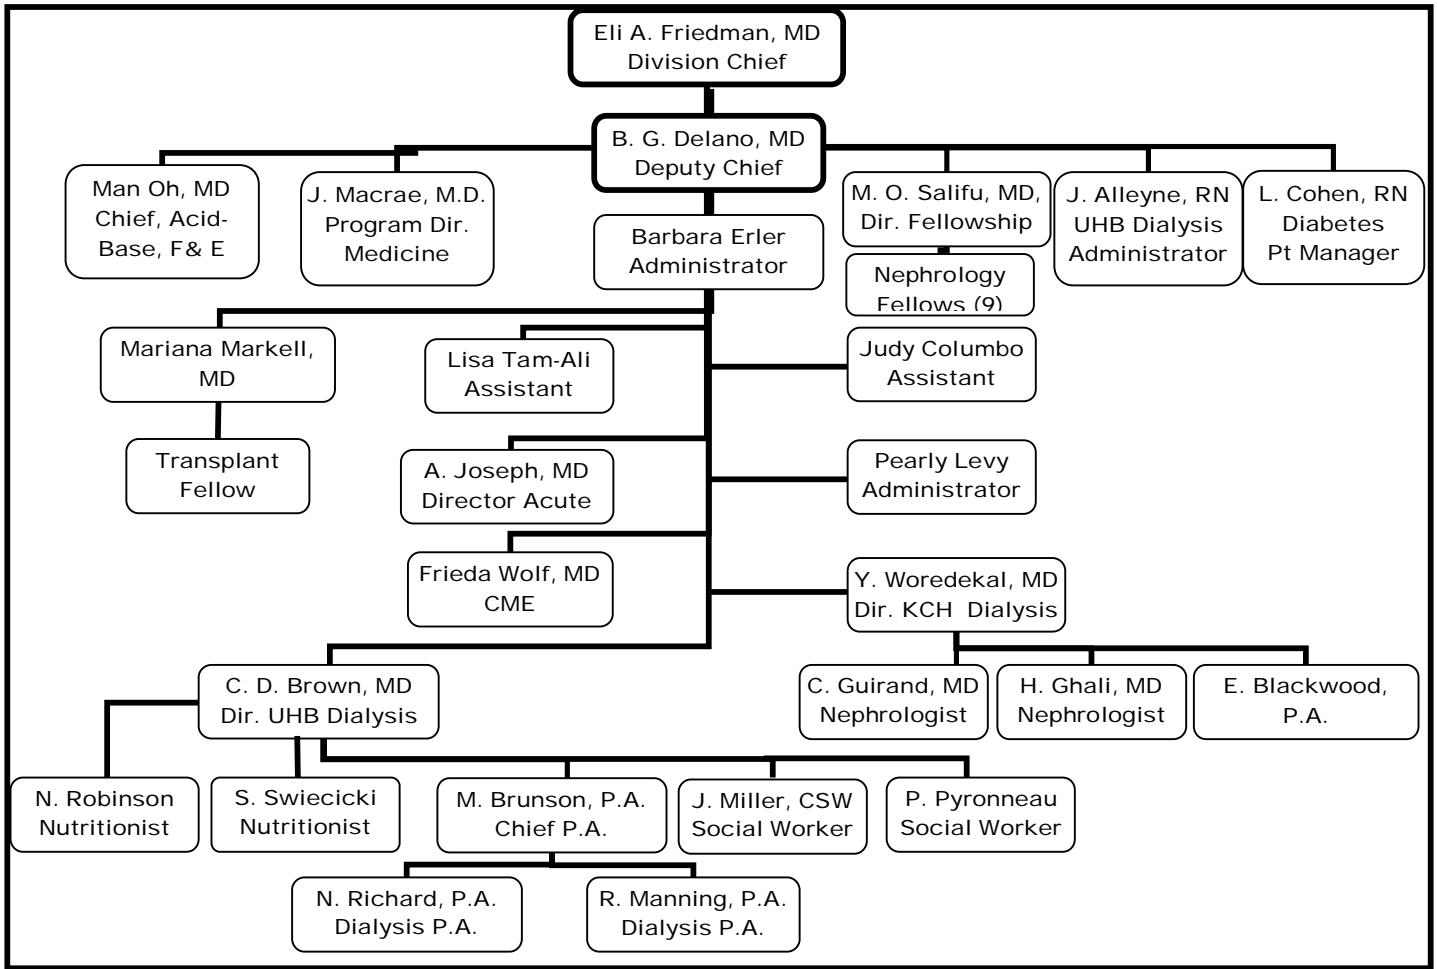 Eli A. Friedman, MD
Division Chief
B. G. Delano, MD
Deputy Chief
Man Oh, MD
Chief, Acid-
Base, F& E
J. Macrae, M.D.
Program Dir.
Medicine
Barbara Erler
Administrator
M. O. Salifu, MD,
Dir. Fellowship
Nephrology
Fellows (9)
J. Alleyne, RN
UHB Dialysis
Administrator
L. Cohen, RN
Diabetes
Pt Manager
Mariana Markell,
MD
Transplant
Fellow
Lisa Tam-Ali
Assistant
Judy Columbo
Assistant
A. Joseph, MD
Director Acute
Pearly Levy
Administrator
Frieda Wolf, MD
CME
Y. Woredekal, MD
Dir. KCH  Dialysis
C. D. Brown, MD
Dir. UHB Dialysis
C. Guirand, MD
Nephrologist
H. Ghali, MD
Nephrologist
E. Blackwood,
P.A.
N. Robinson
Nutritionist
S. Swiecicki
Nutritionist
M. Brunson, P.A.
Chief P.A.
J. Miller, CSW
Social Worker
P. Pyronneau
Social Worker
N. Richard, P.A.
Dialysis P.A.
R. Manning, P.A.
Dialysis P.A.